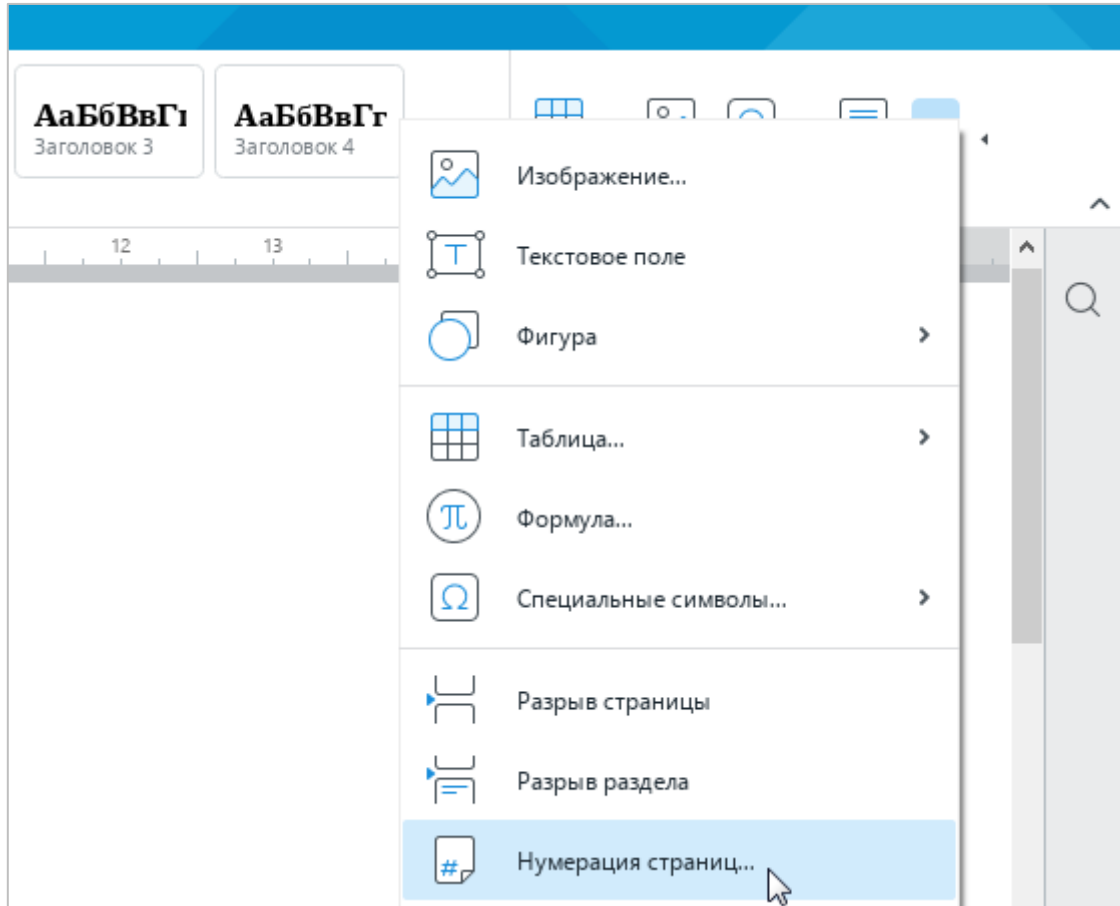 АаБбВвГг АаБбВвГг
Заголовок 3 Заголовок 4
12 13
Изображение...
Текстовое поле
Фигура
Таблица...
Формула...
Специальные символы...
Разрыв страницы
Разрыв раздела
Нумерация страниц...